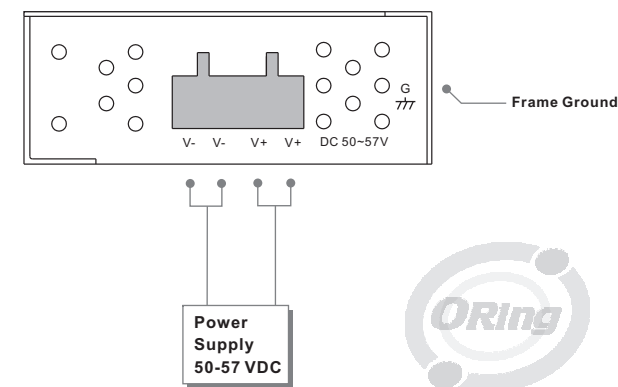 G
Frame Ground
V- V- V+ V+ DC 50~57V
Power
Supply
50-57 VDC
ORing